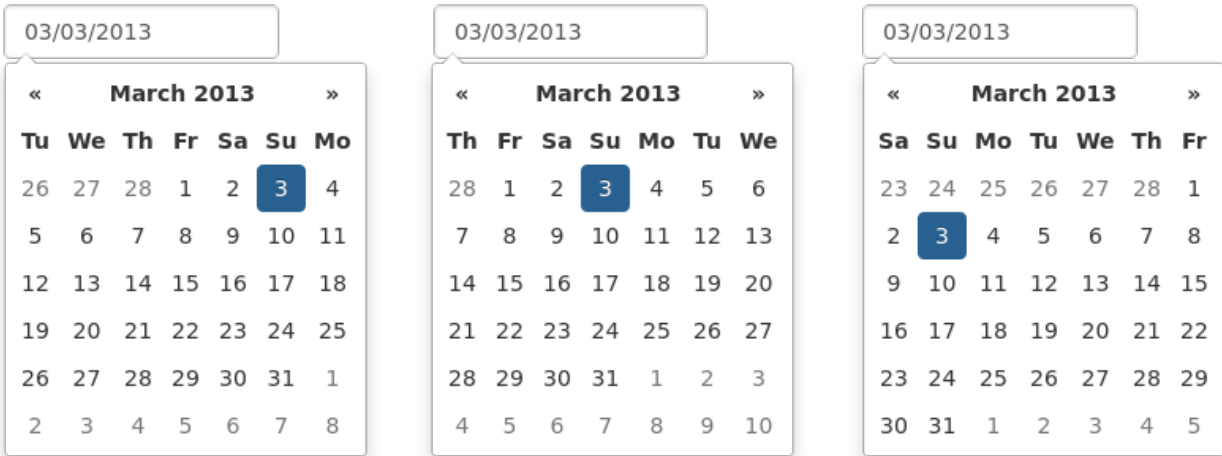 03/03/2013
« March 2013 »
Tu We Th Fr Sa Su Mo
26 27 28 1 2 3 4
5 6 7 8 9 10 11
12 13 14 15 16 17 18
19 20 21 22 23 24 25
26 27 28 29 30 31 1
2 3 4 5 6 7 8
03/03/2013
« March 2013 »
Th Fr Sa Su Mo Tu We
28 1 2 3 4 5 6
7 8 9 10 11 12 13
14 15 16 17 18 19 20
21 22 23 24 25 26 27
28 29 30 31 1 2 3
4 5 6 7 8 9 10
03/03/2013
« March 2013 »
Sa Su Mo Tu We Th Fr
23 24 25 26 27 28 1
2 3 4 5 6 7 8
9 10 11 12 13 14 15
16 17 18 19 20 21 22
23 24 25 26 27 28 29
30 31 1 2 3 4 5